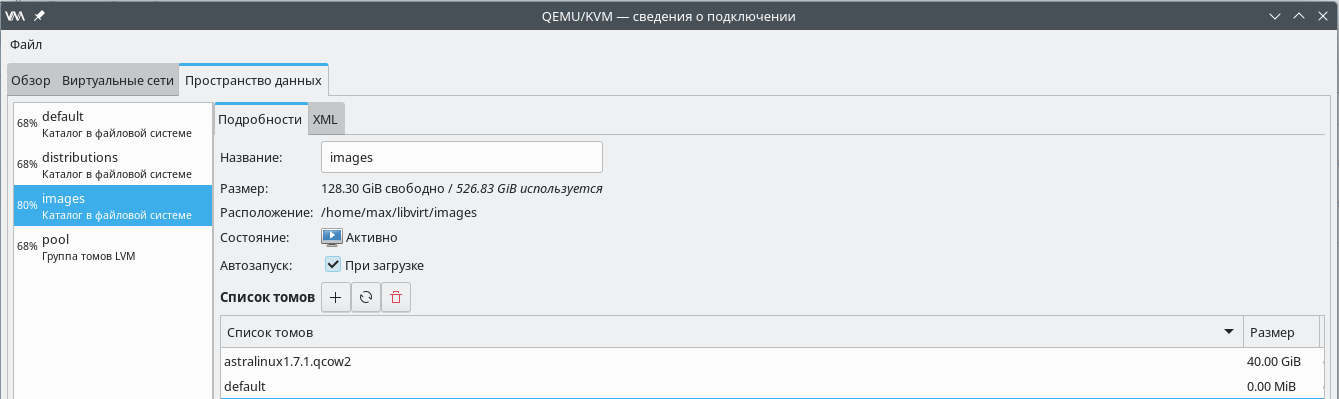 QEMU/KVM — сведения о подключении
Файл
Обзор Виртуальные сети Пространство данных
68% default
Каталог в файловой системе
68% distributions
Каталог в файловой системе
80% images
Каталог в файловой системе
68% pool
Группа томов LVM
Подробности XML
Название: images
Размер: 128.30 GiB свободно / 526.83 GiB используется
Расположение: /home/max/libvirt/images
Состояние: Активно
Автозапуск: При загрузке
Список томов
Список томов Размер
astralinux1.7.1.qcow2 40.00 GiB
default 0.00 MiB